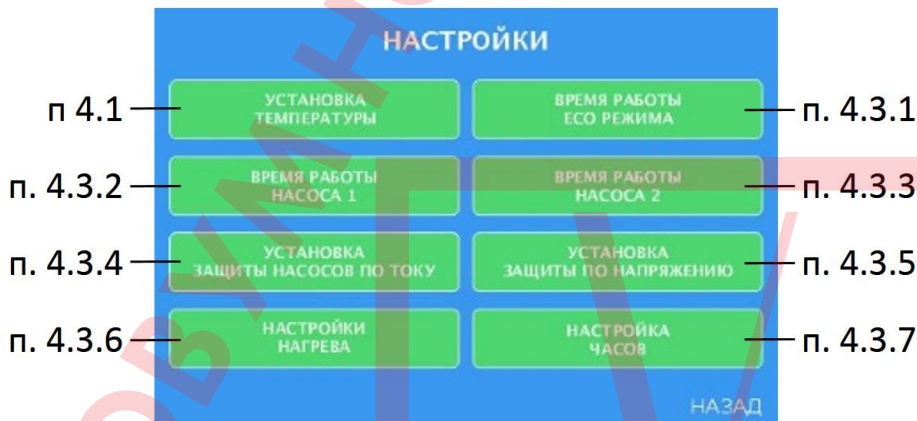 НАСТРОЙКИ
п 4.1
УСТАНОВКА
ТЕМПЕРАТУРЫ
ВРЕМЯ РАБОТЫ
ECO РЕЖИМА
п. 4.3.1
п. 4.3.2
ВРЕМЯ РАБОТЫ
НАСОСА 1
ВРЕМЯ РАБОТЫ
НАСОСА 2
п. 4.3.3
п. 4.3.4
УСТАНОВКА
ЗАЩИТЫ НАСОСОВ ПО ТОКУ
УСТАНОВКА
ЗАЩИТЫ ПО НАПРЯЖЕНИЮ
п. 4.3.5
п. 4.3.6
НАСТРОЙКИ
НАГРЕВА
НАСТРОЙКА
ЧАСОВ
п. 4.3.7
НАЗАД